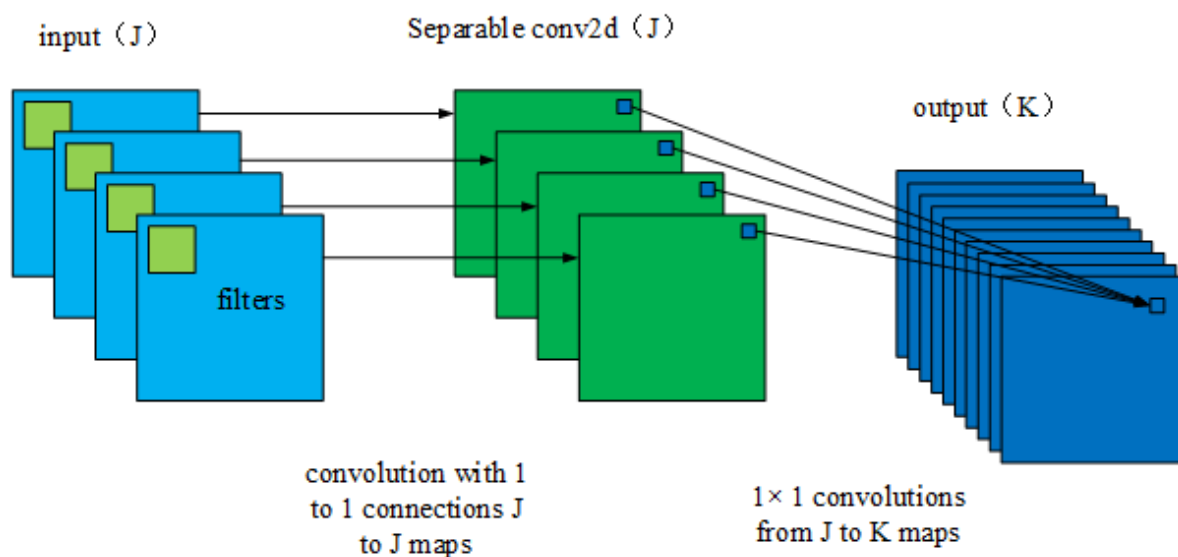 input（J）
Separable conv2d（J）
output（K）
filters
convolution with 1
to 1 connections J
to J maps
1× 1 convolutions
from J to K maps